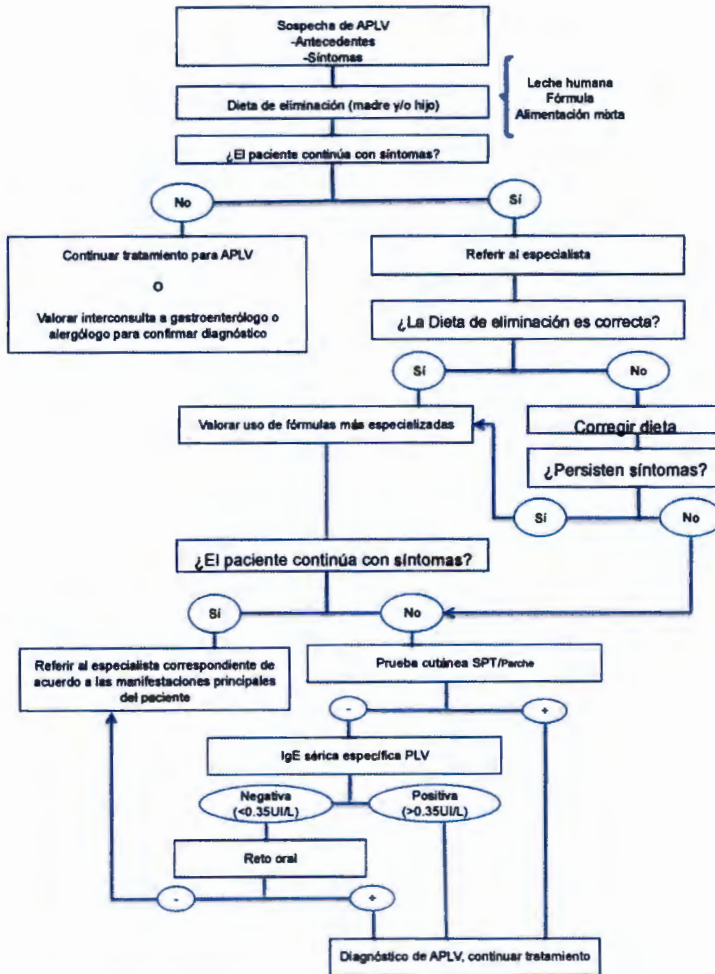 Sospecha de APLV
-Antecedentes
-Síntomas
Leche humana
Fórmula
Alimentación mixta
Dieta de eliminación (madre y/o hijo)
¿El paciente continúa con síntomas?
No
Sí
Continuar tratamiento para APLV
O
Valorar interconsulta a gastroenterólogo o
alergólogo para confirmar diagnóstico
Referir al especialista
¿La Dieta de eliminación es correcta?
Sí
No
Valorar uso de fórmulas más especializadas
Corregir dieta
¿Persisten síntomas?
Sí
No
¿El paciente continúa con síntomas?
Sí
No
Referir al especialista correspondiente de
acuerdo a las manifestaciones principales
del paciente
Prueba cutánea SPT/Parche
-
+
IgE sérica específica PLV
Negativa
(<0.35UI/L)
Positiva
(>0.35UI/L)
Reto oral
-
+
Diagnóstico de APLV, continuar tratamiento